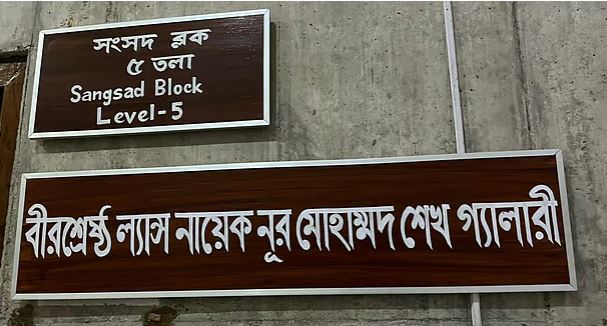 সংসদ ব্লক
৫ তলা
Sangsad Block
Level-5
বীরশ্রেষ্ঠ ল্যান্স নায়েক নূর মোহাম্মদ শেখ গ্যালারী